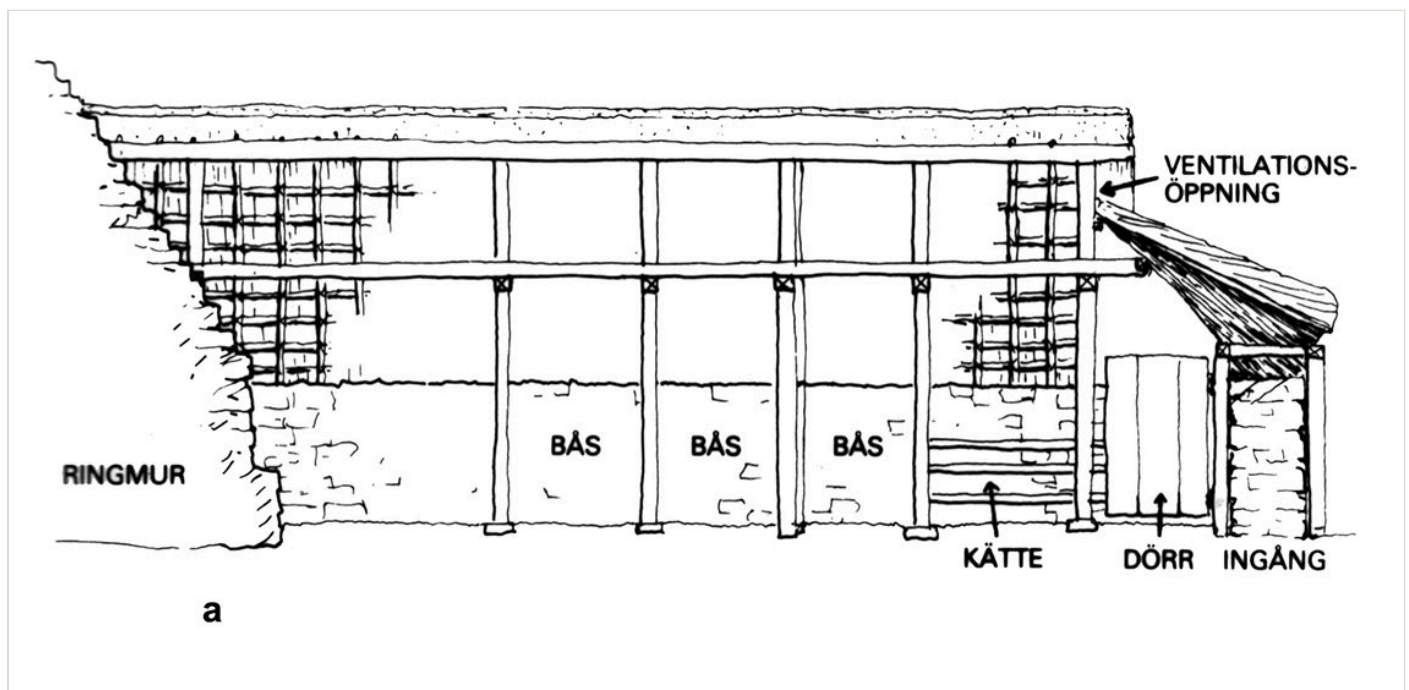 VENTILATIONS-
ÖPPNING
RINGMUR
BÅS
BÅS
BÅS
KÄTTE
DÖRR
INGÅNG
a